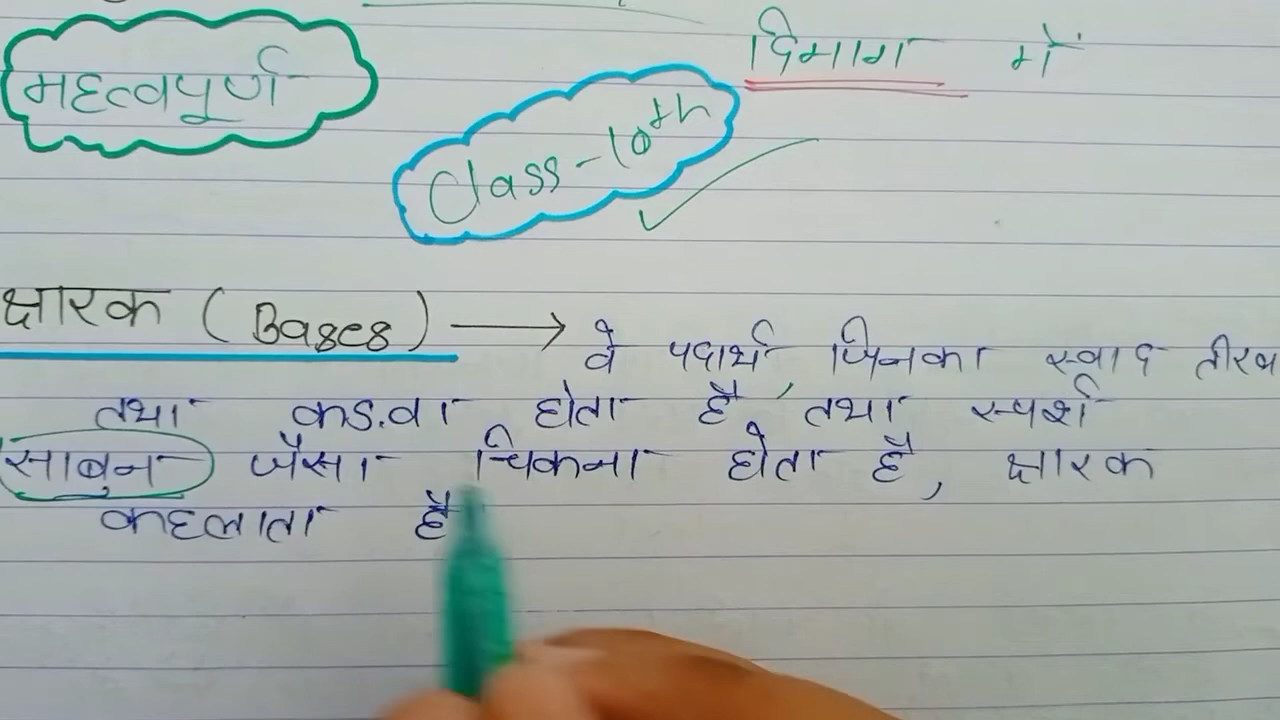 दिमाग में
महत्वपूर्ण
Class-10th
क्षारक (Bases) → वे पदार्थ जिनका स्वाद तीख
तथा कड़वा होता है, तथा स्पर्श
साबुन जैसा चिकना होता है, क्षारक
कहलाता है